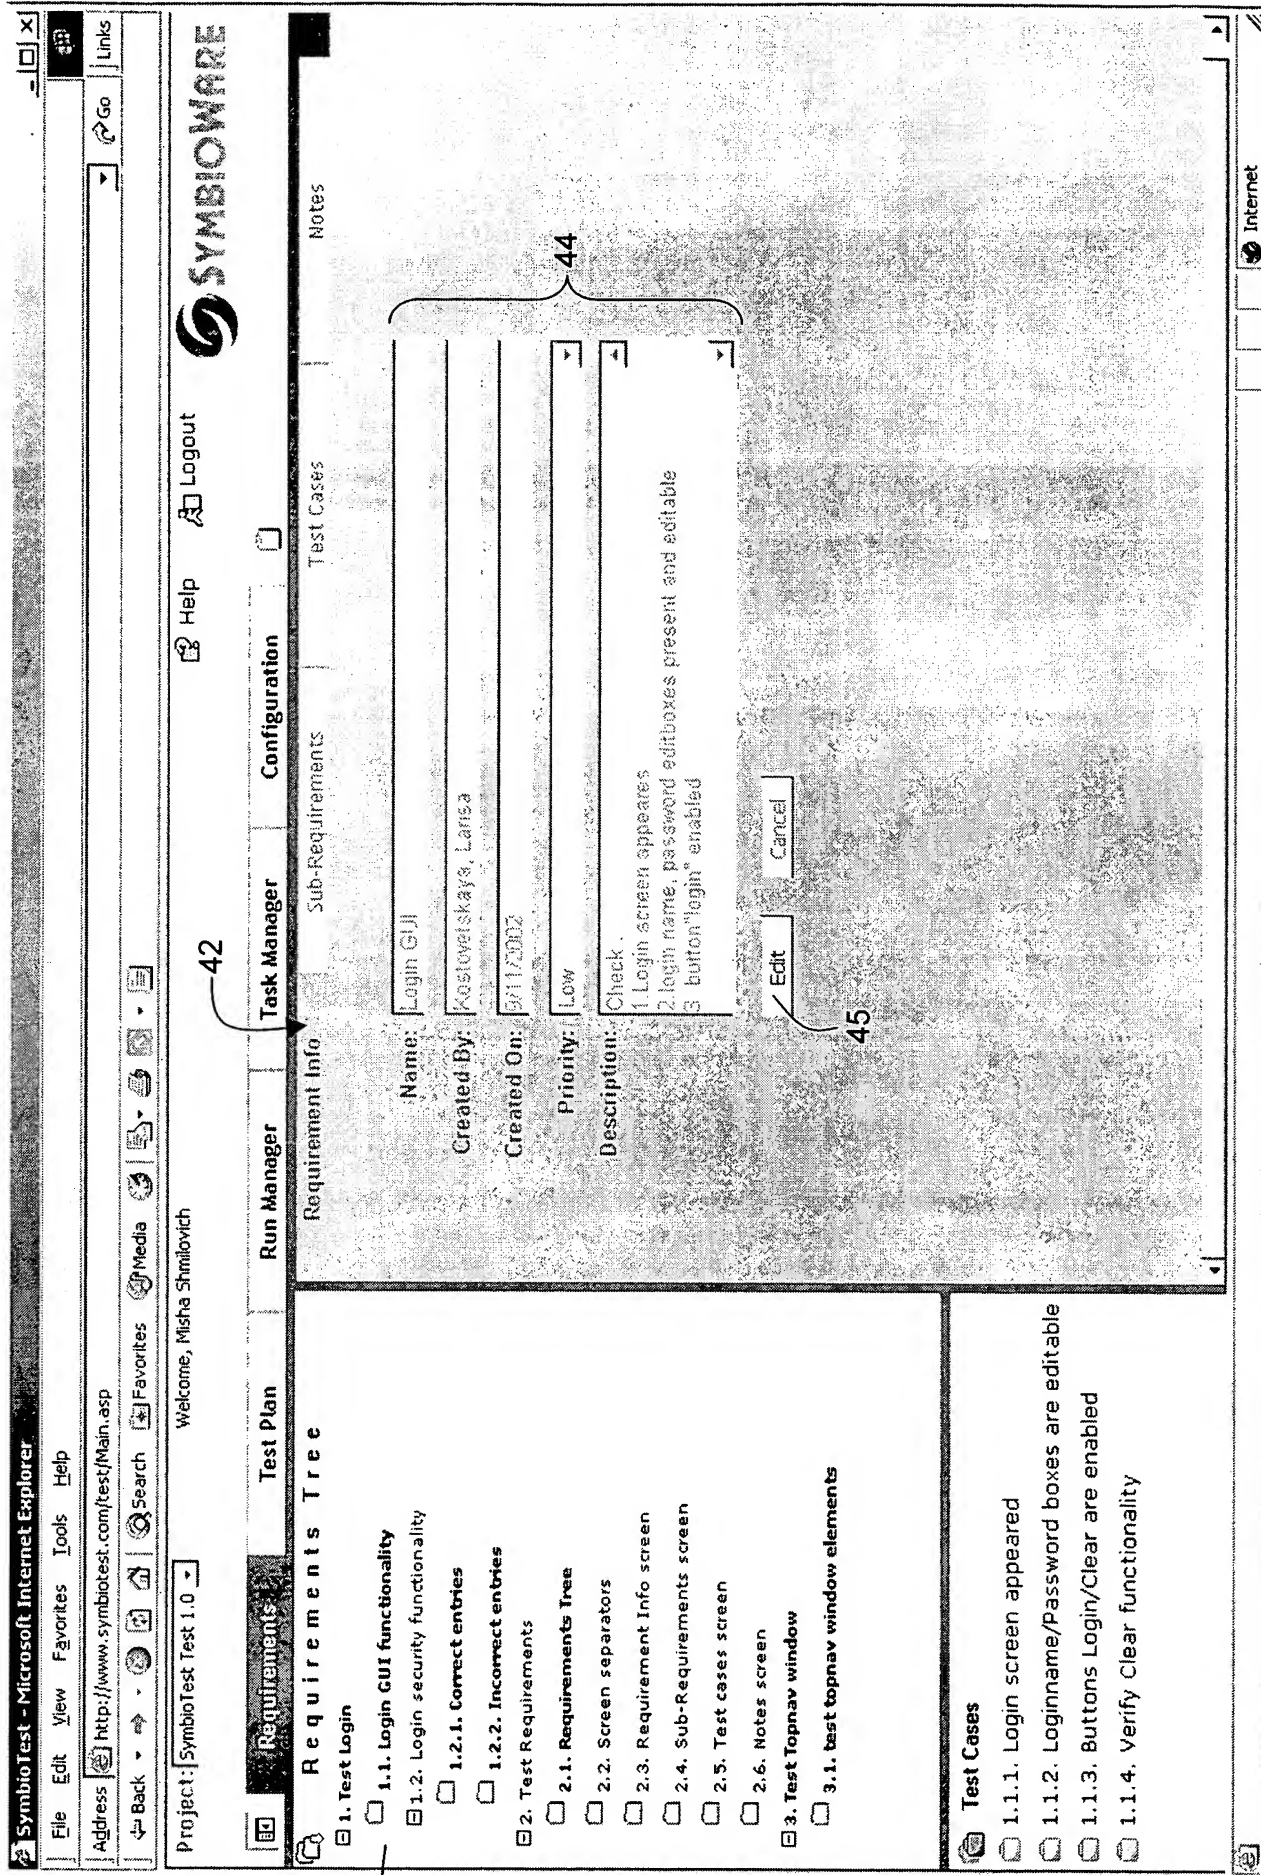 SymbioTest - Microsoft Internet Explorer
File Edit View Favorites Tools Help
Address http://www.symbiotest.com/test/Main.asp Go Links
Back Search Favorites Media
Project: SymbioTest Test 1.0 Welcome, Misha Shmilovich Help Logout SYMBIOWARE
42
Requirements Test Plan Run Manager Task Manager Configuration
Requirements Tree
1. Test Login
1.1. Login GUI functionality
1.2. Login security functionality
1.2.1. Correct entries
1.2.2. Incorrect entries
2. Test Requirements
2.1. Requirements Tree
2.2. Screen separators
2.3. Requirement Info screen
2.4. Sub-Requirements screen
2.5. Test cases screen
2.6. Notes screen
3. Test Topnav window
3.1. test topnav window elements
Test Cases
1.1.1. Login screen appeared
1.1.2. Loginname/Password boxes are editable
1.1.3. Buttons Login/Clear are enabled
1.1.4. Verify Clear functionality
Requirement Info Sub-Requirements Test Cases Notes
Name: Login GUI
Created By: Kostovetskaya, Larisa
Created On: 9/11/2002
Priority: Low
Description: Check .
1.Login screen appeares
2.login name, password editboxes present and editable
3. button"login" enabled
44
Edit Cancel
45
Internet